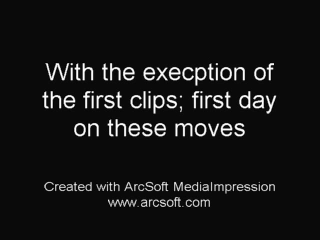 With the execption of
the first clips; first day
on these moves
Created with ArcSoft MediaImpression
www.arcsoft.com